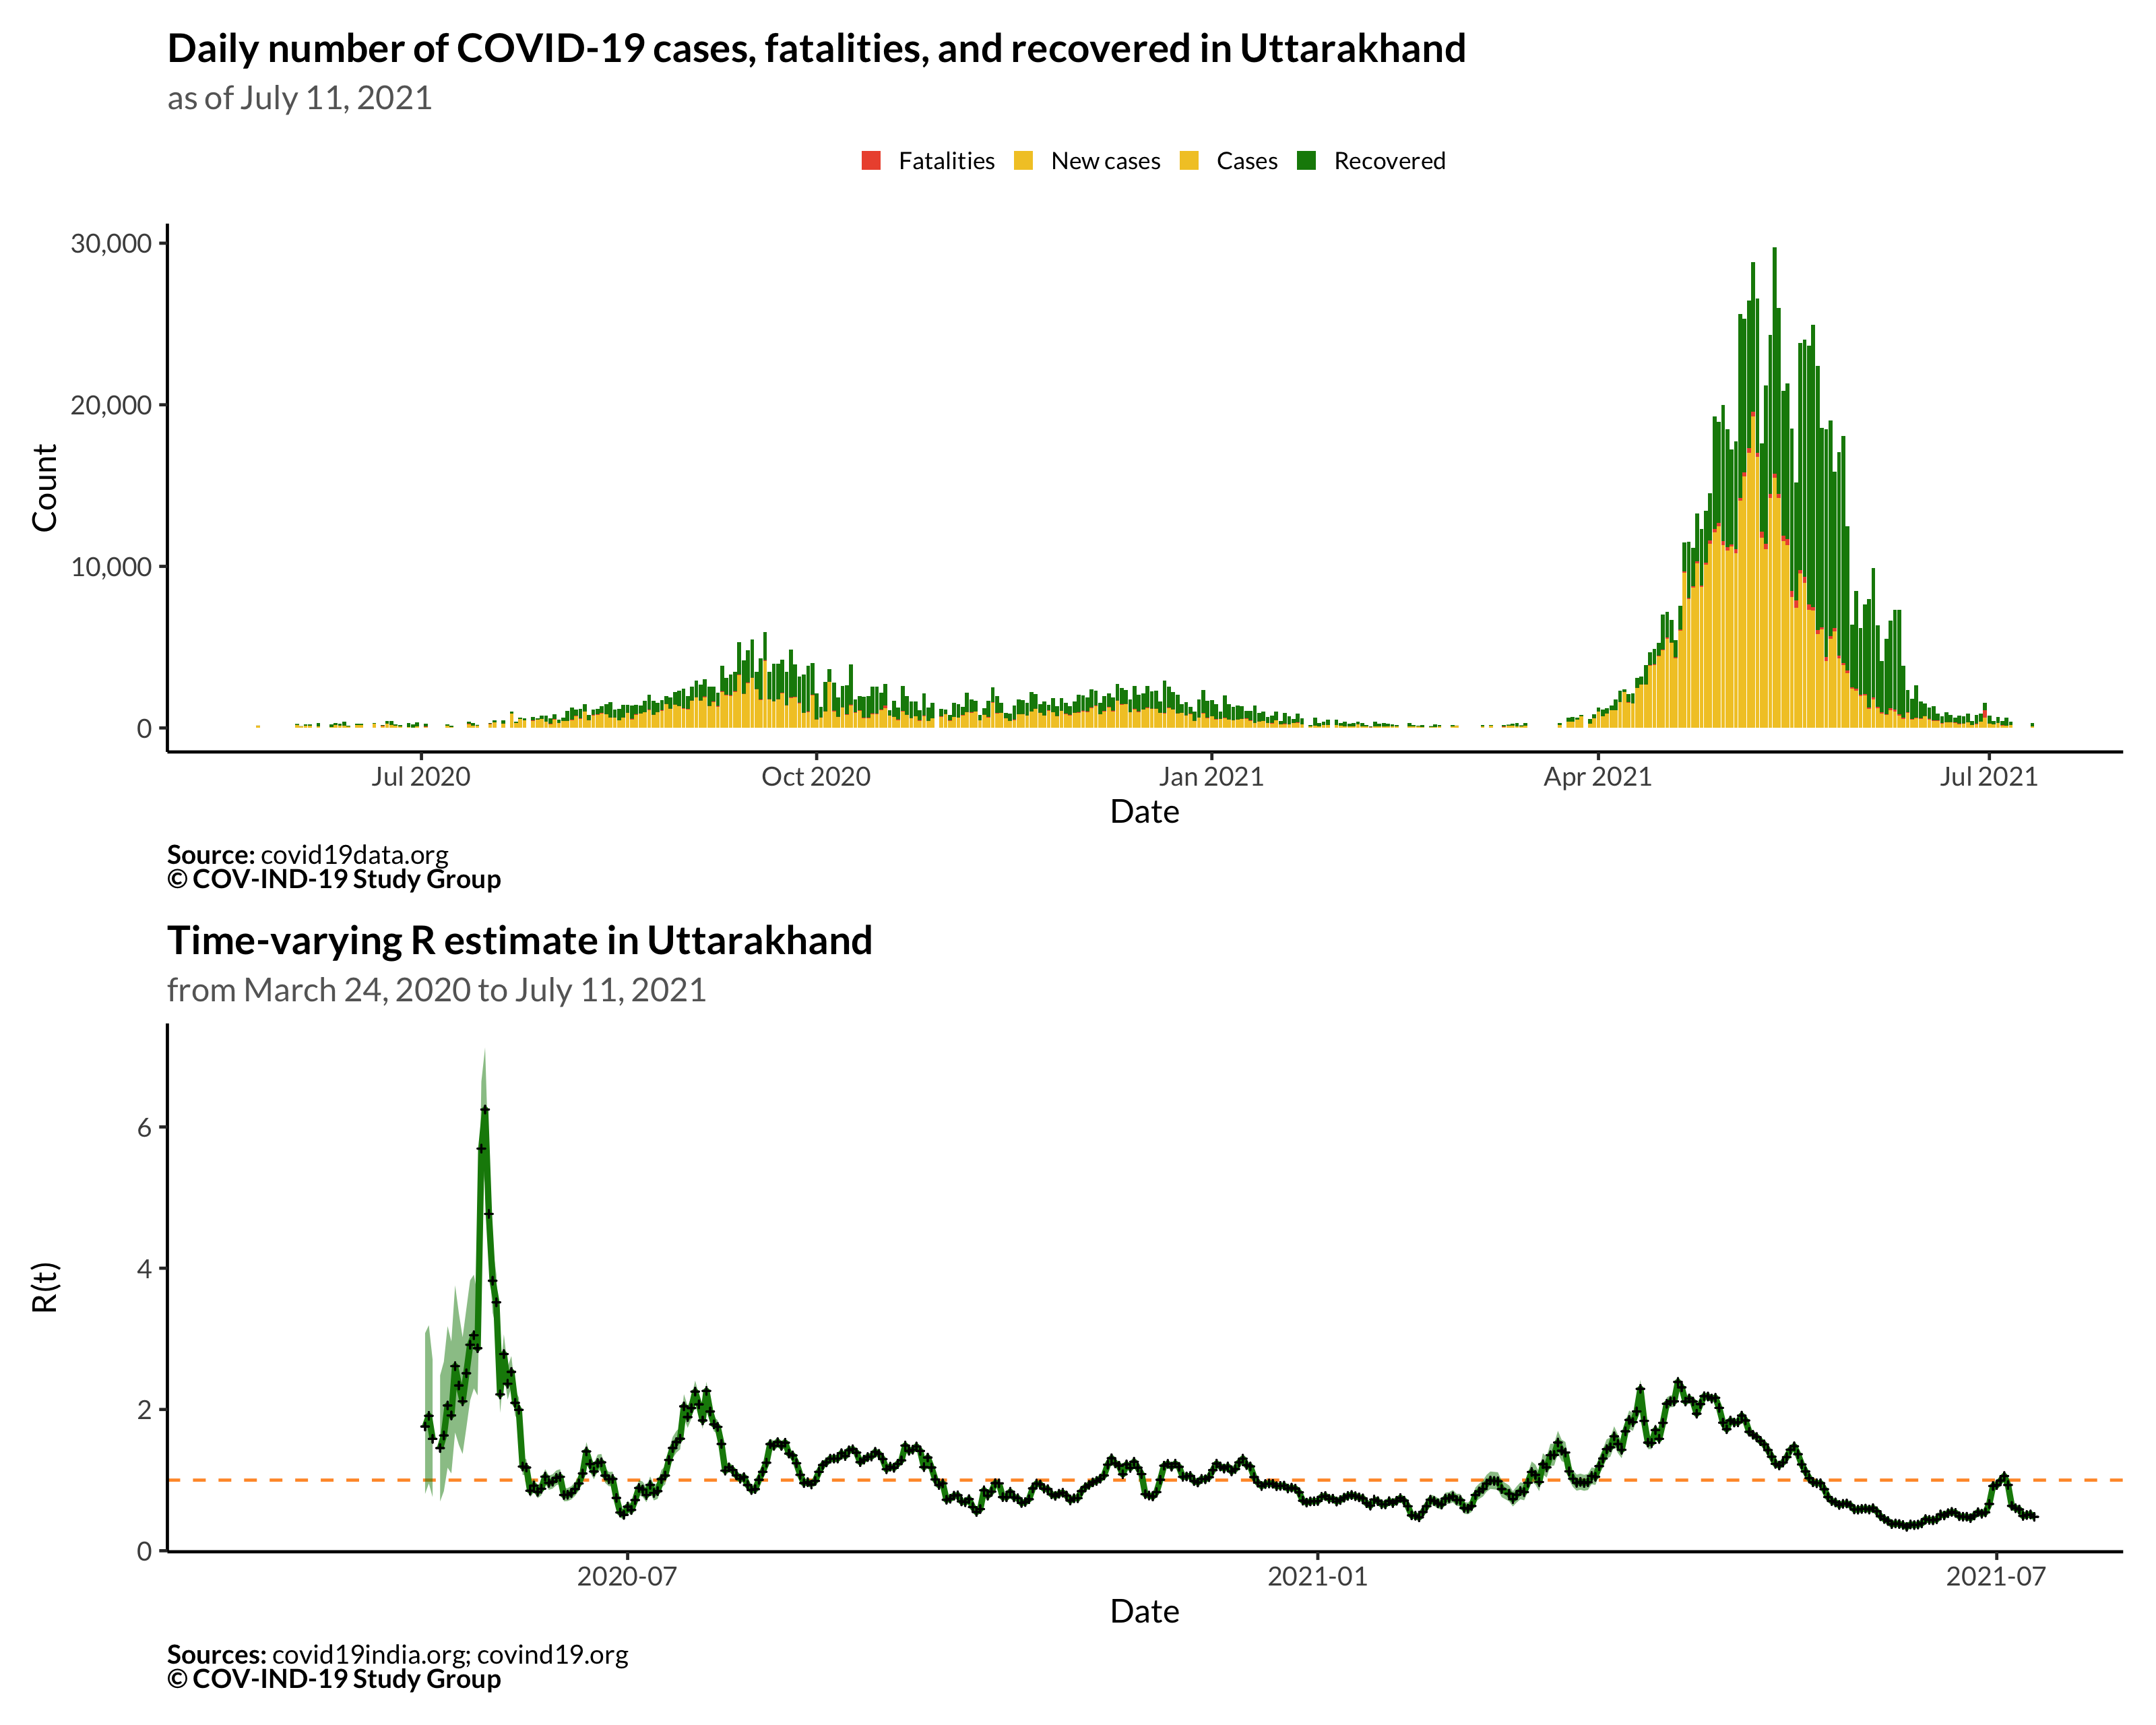 Daily number of COVID-19 cases, fatalities, and recovered in Uttarakhand
as of July 11, 2021
Fatalities New cases Cases Recovered
30,000
20,000
10,000
0
Count
Jul 2020 Oct 2020 Jan 2021 Apr 2021 Jul 2021
Date
Source: covid19data.org
© COV-IND-19 Study Group
Time-varying R estimate in Uttarakhand
from March 24, 2020 to July 11, 2021
6
4
2
0
R(t)
2020-07 2021-01 2021-07
Date
Sources: covid19india.org; covind19.org
© COV-IND-19 Study Group